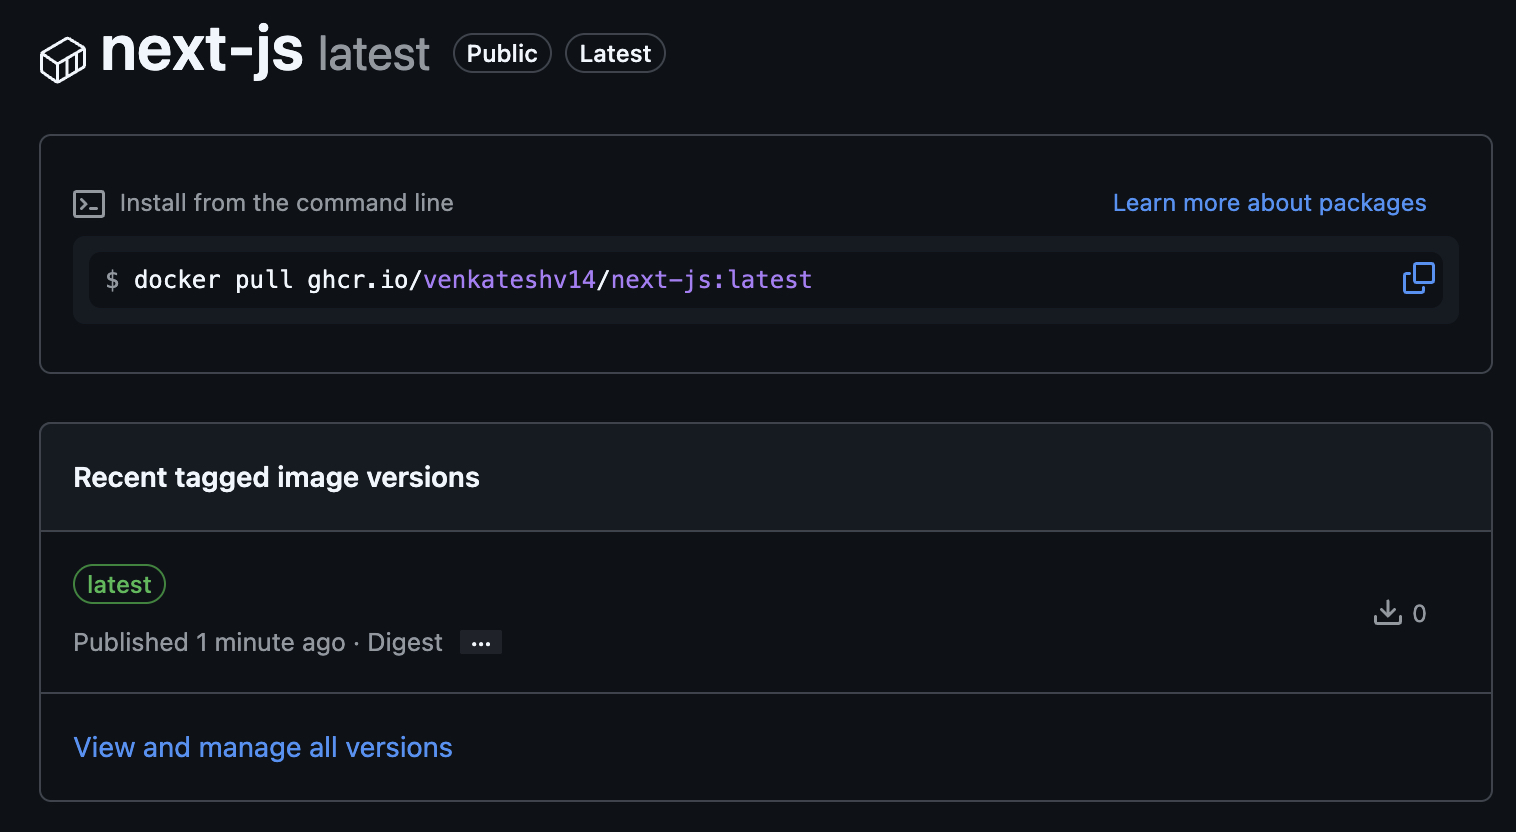 next-js latest Public Latest
Install from the command line Learn more about packages
$ docker pull ghcr.io/venkateshv14/next-js:latest
Recent tagged image versions
latest
Published 1 minute ago · Digest ...
0
View and manage all versions